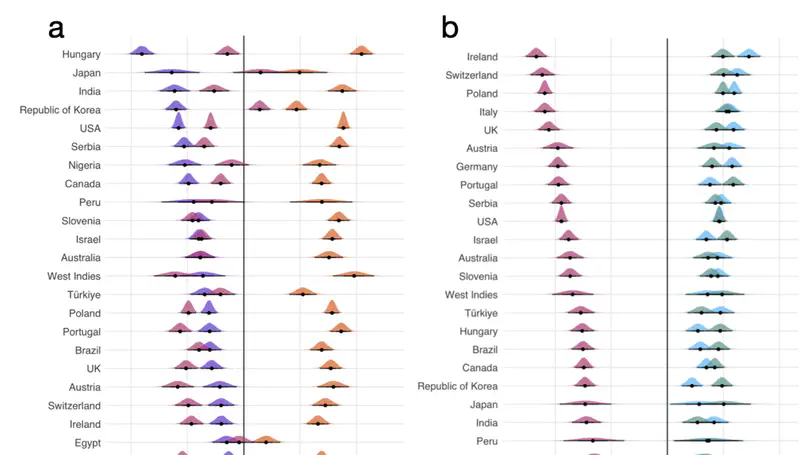 a
Hungary
Japan
India
Republic of Korea
USA
Serbia
Nigeria
Canada
Peru
Slovenia
Israel
Australia
West Indies
Türkiye
Poland
Portugal
Brazil
UK
Austria
Switzerland
Ireland
Egypt
b
Ireland
Switzerland
Poland
Italy
UK
Austria
Germany
Portugal
Serbia
USA
Israel
Australia
Slovenia
West Indies
Türkiye
Hungary
Brazil
Canada
Republic of Korea
Japan
India
Peru